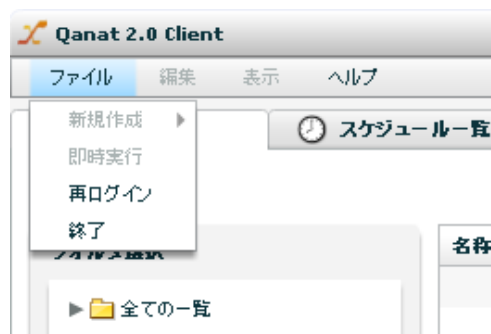 Qanat 2.0 Client
ファイル 編集 表示 ヘルプ
新規作成
即時実行
再ログイン
終了
スケジュール一覧
名称
全ての一覧